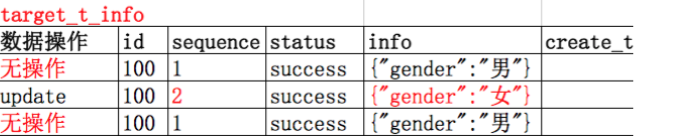 target_t_info
数据操作 id sequence status info create_t
无操作 100 1 success {"gender":"男"}
update 100 2 success {"gender":"女"}
无操作 100 1 success {"gender":"男"}